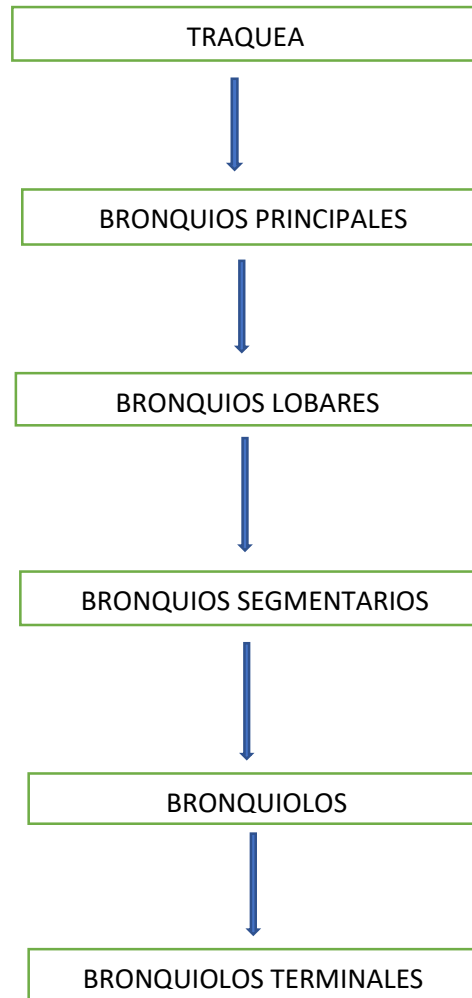 TRAQUEA
BRONQUIOS PRINCIPALES
BRONQUIOS LOBARES
BRONQUIOS SEGMENTARIOS
BRONQUIOLOS
BRONQUIOLOS TERMINALES